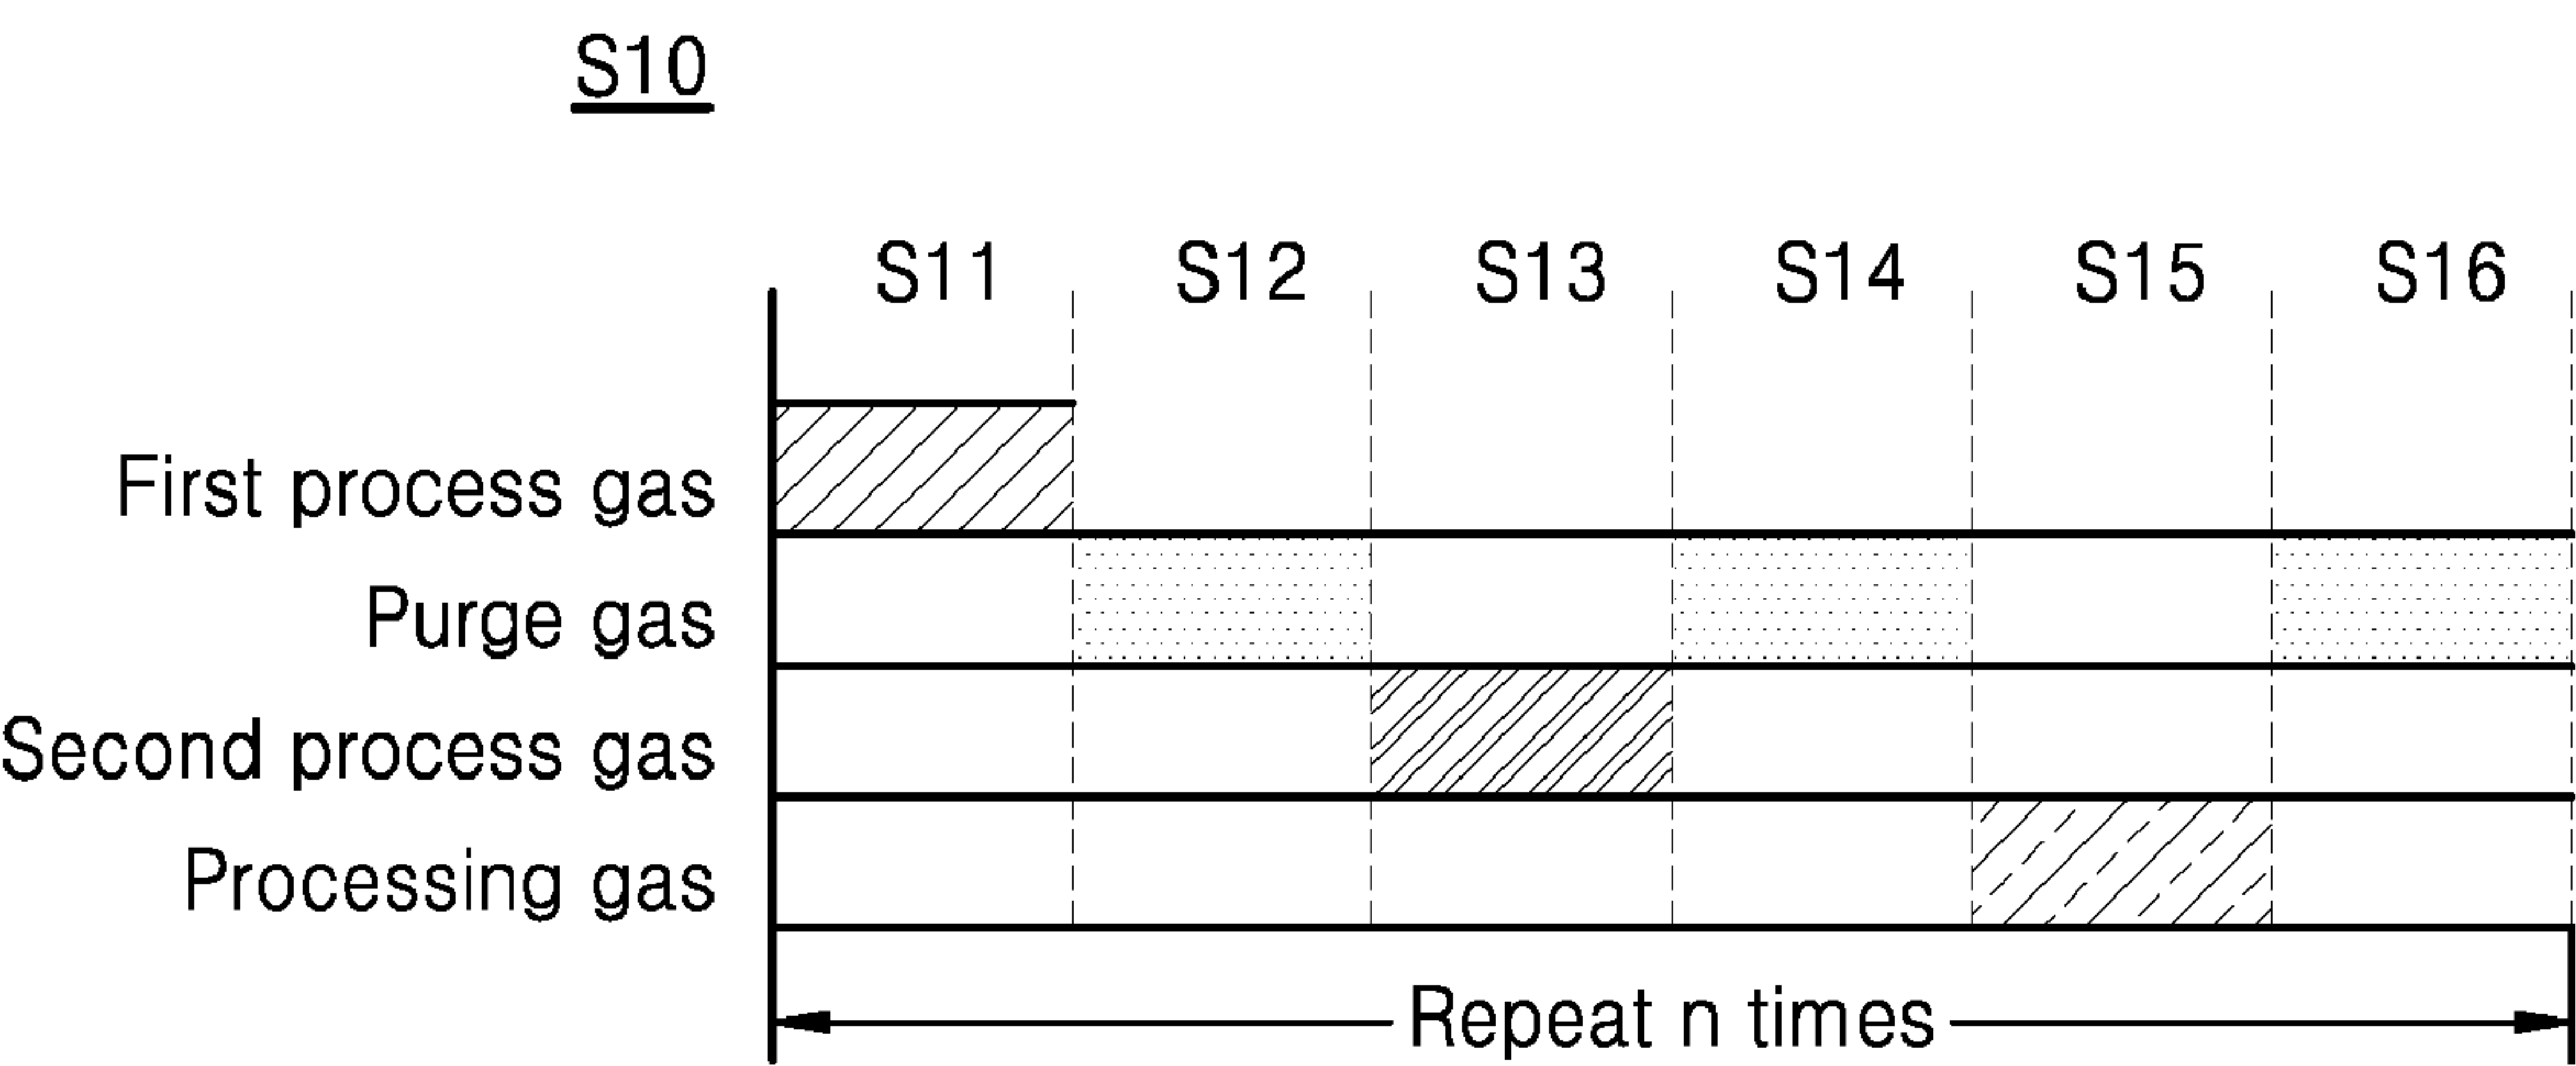 S10
S11 S12 S13 S14 S15 S16
First process gas
Purge gas
Second process gas
Processing gas
Repeat n times